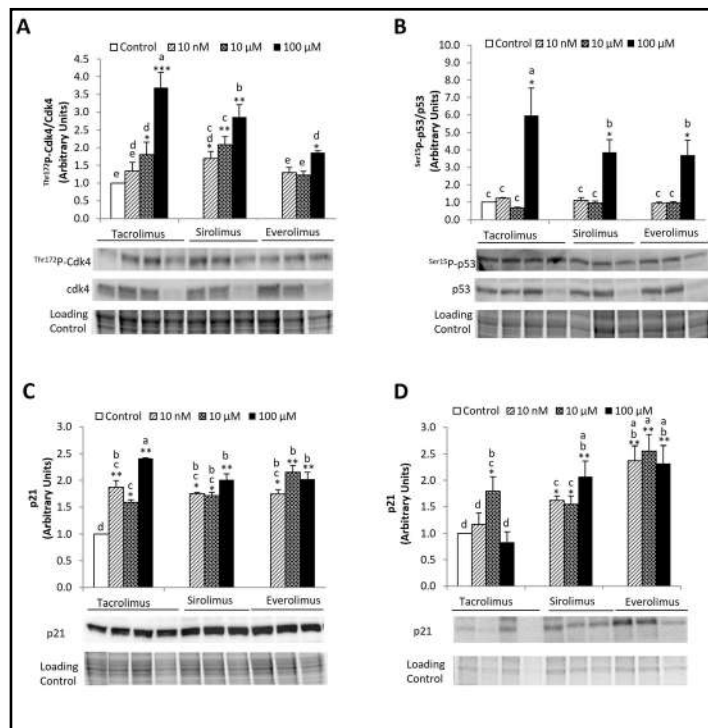 A
Control 10 nM 10 µM 100 µM
Thr172P-Cdk4/Cdk4
(Arbitrary Units)
4.5
4.0
3.5
3.0
2.5
2.0
1.5
1.0
0.5
0.0
e
d
e
d
*
a
***
c
d
*
c
**
b
**
e
e
d
*
Tacrolimus Sirolimus Everolimus
Thr172P-Cdk4
cdk4
Loading
Control
B
Control 10 nM 10 µM 100 µM
Ser15P-p53/p53
(Arbitrary Units)
10.0
9.0
8.0
7.0
6.0
5.0
4.0
3.0
2.0
1.0
0.0
c c c
a
*
c c
b
*
c c
b
*
Tacrolimus Sirolimus Everolimus
Ser15P-p53
p53
Loading
Control
C
Control 10 nM 10 µM 100 µM
p21
(Arbitrary Units)
3.0
2.5
2.0
1.5
1.0
0.5
0.0
d
b
c
**
c
*
a
**
b
c
*
b
c
*
b
**
b
c
*
b
**
b
**
Tacrolimus Sirolimus Everolimus
p21
Loading
Control
D
Control 10 nM 10 µM 100 µM
p21
(Arbitrary Units)
3.0
2.5
2.0
1.5
1.0
0.5
0.0
d
d
b
c
*
d
c
*
c
*
a
b
**
a
b
**
a
**
a
b
**
Tacrolimus Sirolimus Everolimus
p21
Loading
Control